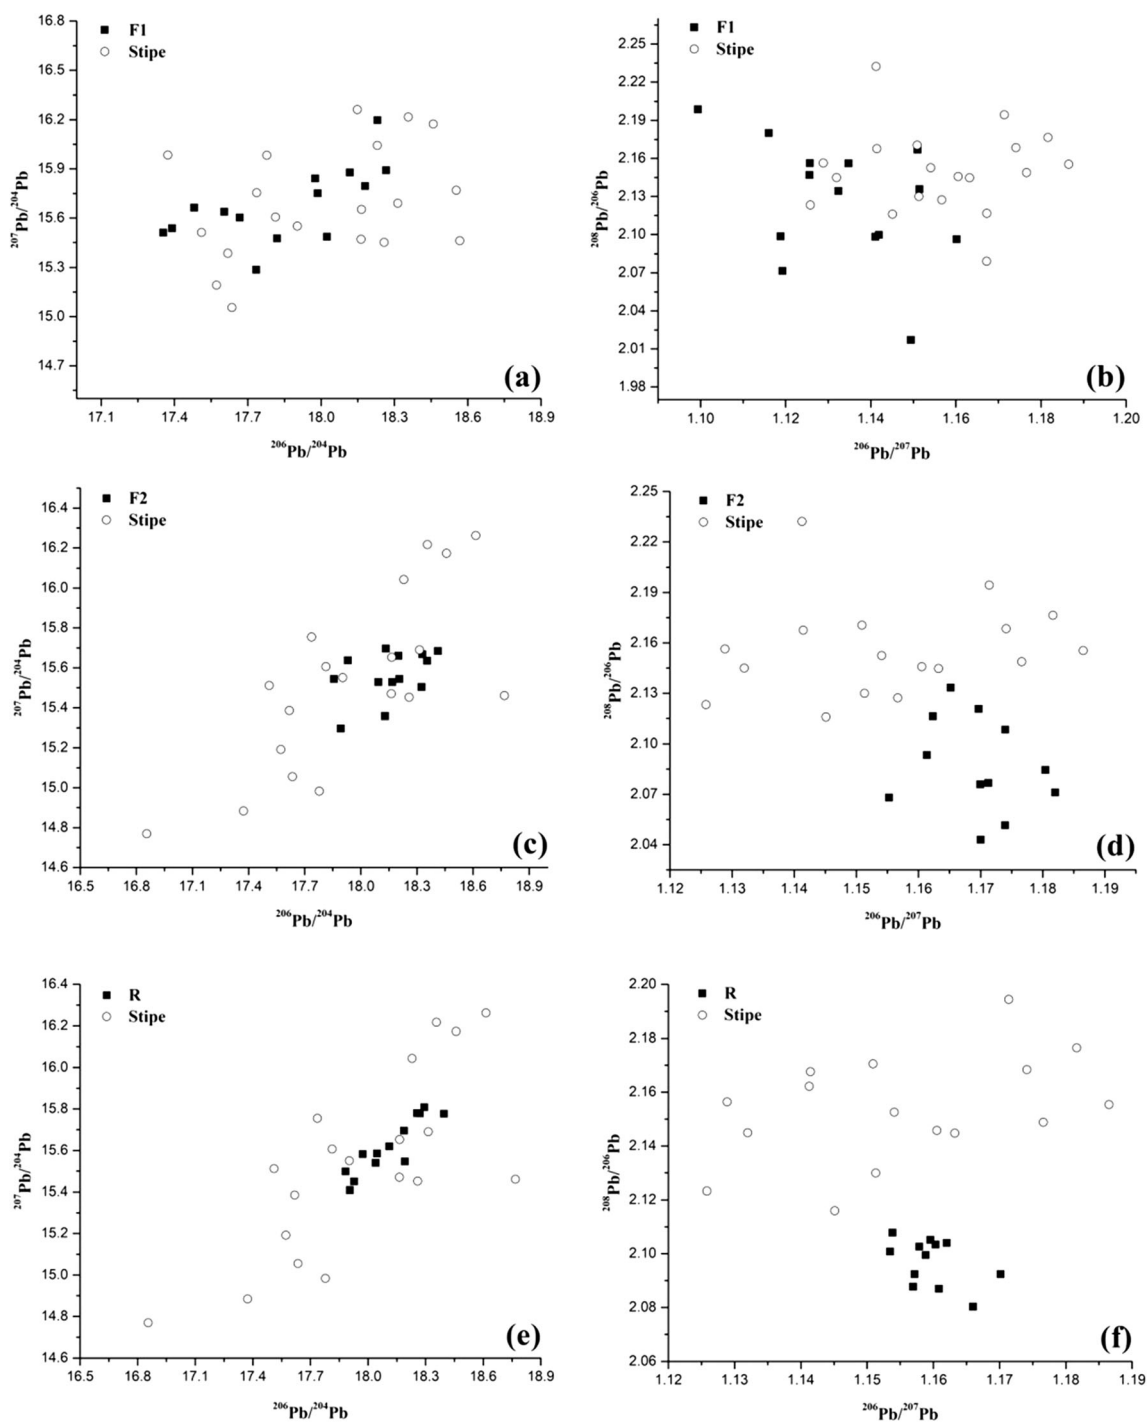 F1
Stipe
16.8
16.5
16.2
15.9
15.6
15.3
15.0
14.7
²⁰⁷Pb/²⁰⁴Pb
(a)
17.1 17.4 17.7 18.0 18.3 18.6 18.9
²⁰⁶Pb/²⁰⁴Pb
F1
Stipe
2.25
2.22
2.19
2.16
2.13
2.10
2.07
2.04
2.01
1.98
²⁰⁸Pb/²⁰⁶Pb
(b)
1.10 1.12 1.14 1.16 1.18 1.20
²⁰⁶Pb/²⁰⁷Pb
F2
Stipe
16.4
16.2
16.0
15.8
15.6
15.4
15.2
15.0
14.8
14.6
²⁰⁷Pb/²⁰⁴Pb
(c)
16.5 16.8 17.1 17.4 17.7 18.0 18.3 18.6 18.9
²⁰⁶Pb/²⁰⁴Pb
F2
Stipe
2.25
2.22
2.19
2.16
2.13
2.10
2.07
2.04
²⁰⁸Pb/²⁰⁶Pb
(d)
1.12 1.13 1.14 1.15 1.16 1.17 1.18 1.19
²⁰⁶Pb/²⁰⁷Pb
R
Stipe
16.4
16.2
16.0
15.8
15.6
15.4
15.2
15.0
14.8
14.6
²⁰⁷Pb/²⁰⁴Pb
(e)
16.5 16.8 17.1 17.4 17.7 18.0 18.3 18.6 18.9
²⁰⁶Pb/²⁰⁴Pb
R
Stipe
2.20
2.18
2.16
2.14
2.12
2.10
2.08
2.06
²⁰⁸Pb/²⁰⁶Pb
(f)
1.12 1.13 1.14 1.15 1.16 1.17 1.18 1.19
²⁰⁶Pb/²⁰⁷Pb